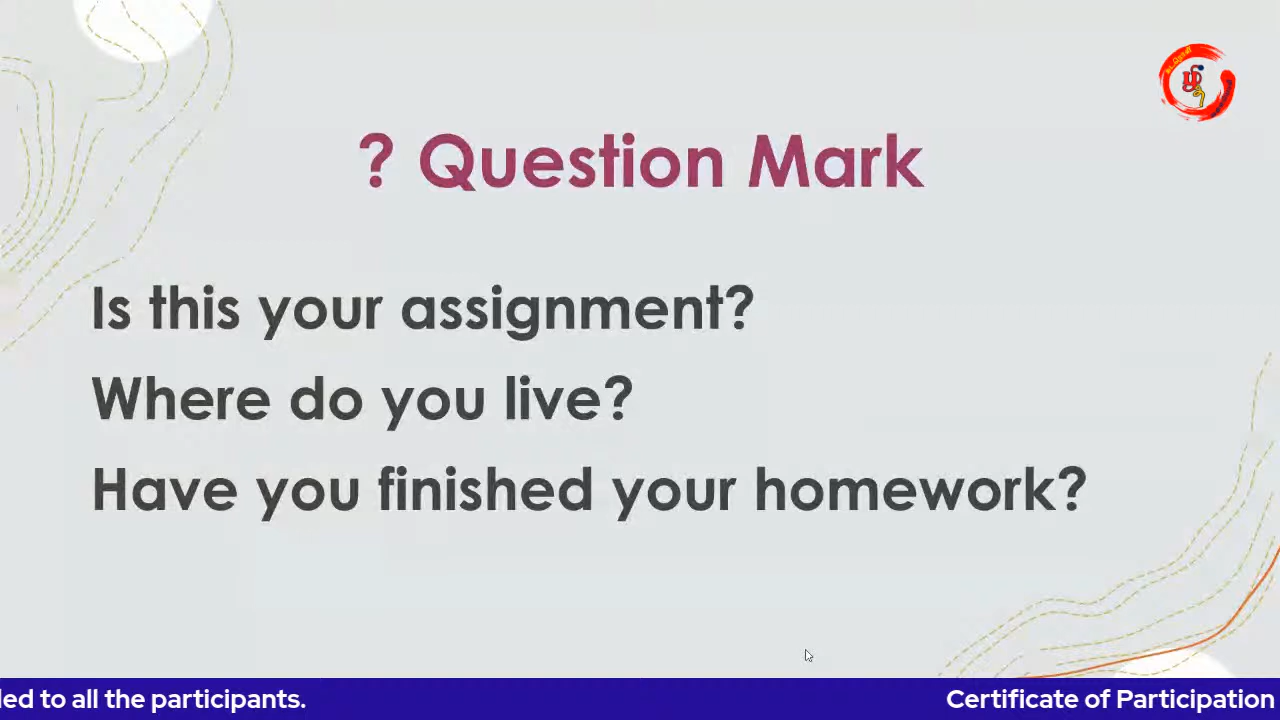 ? Question Mark
Is this your assignment?
Where do you live?
Have you finished your homework?
to all the participants.
Certificate of Participation